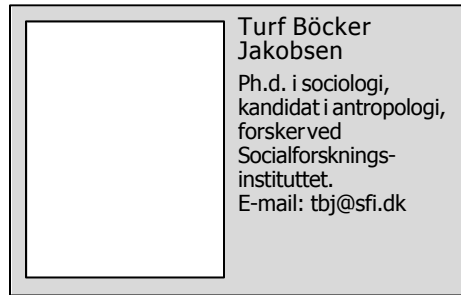 Turf Böcker
Jakobsen
Ph.d. i sociologi,
kandidat i antropologi,
forsker ved
Socialforsknings-
instituttet.
E-mail: tbj@sfi.dk